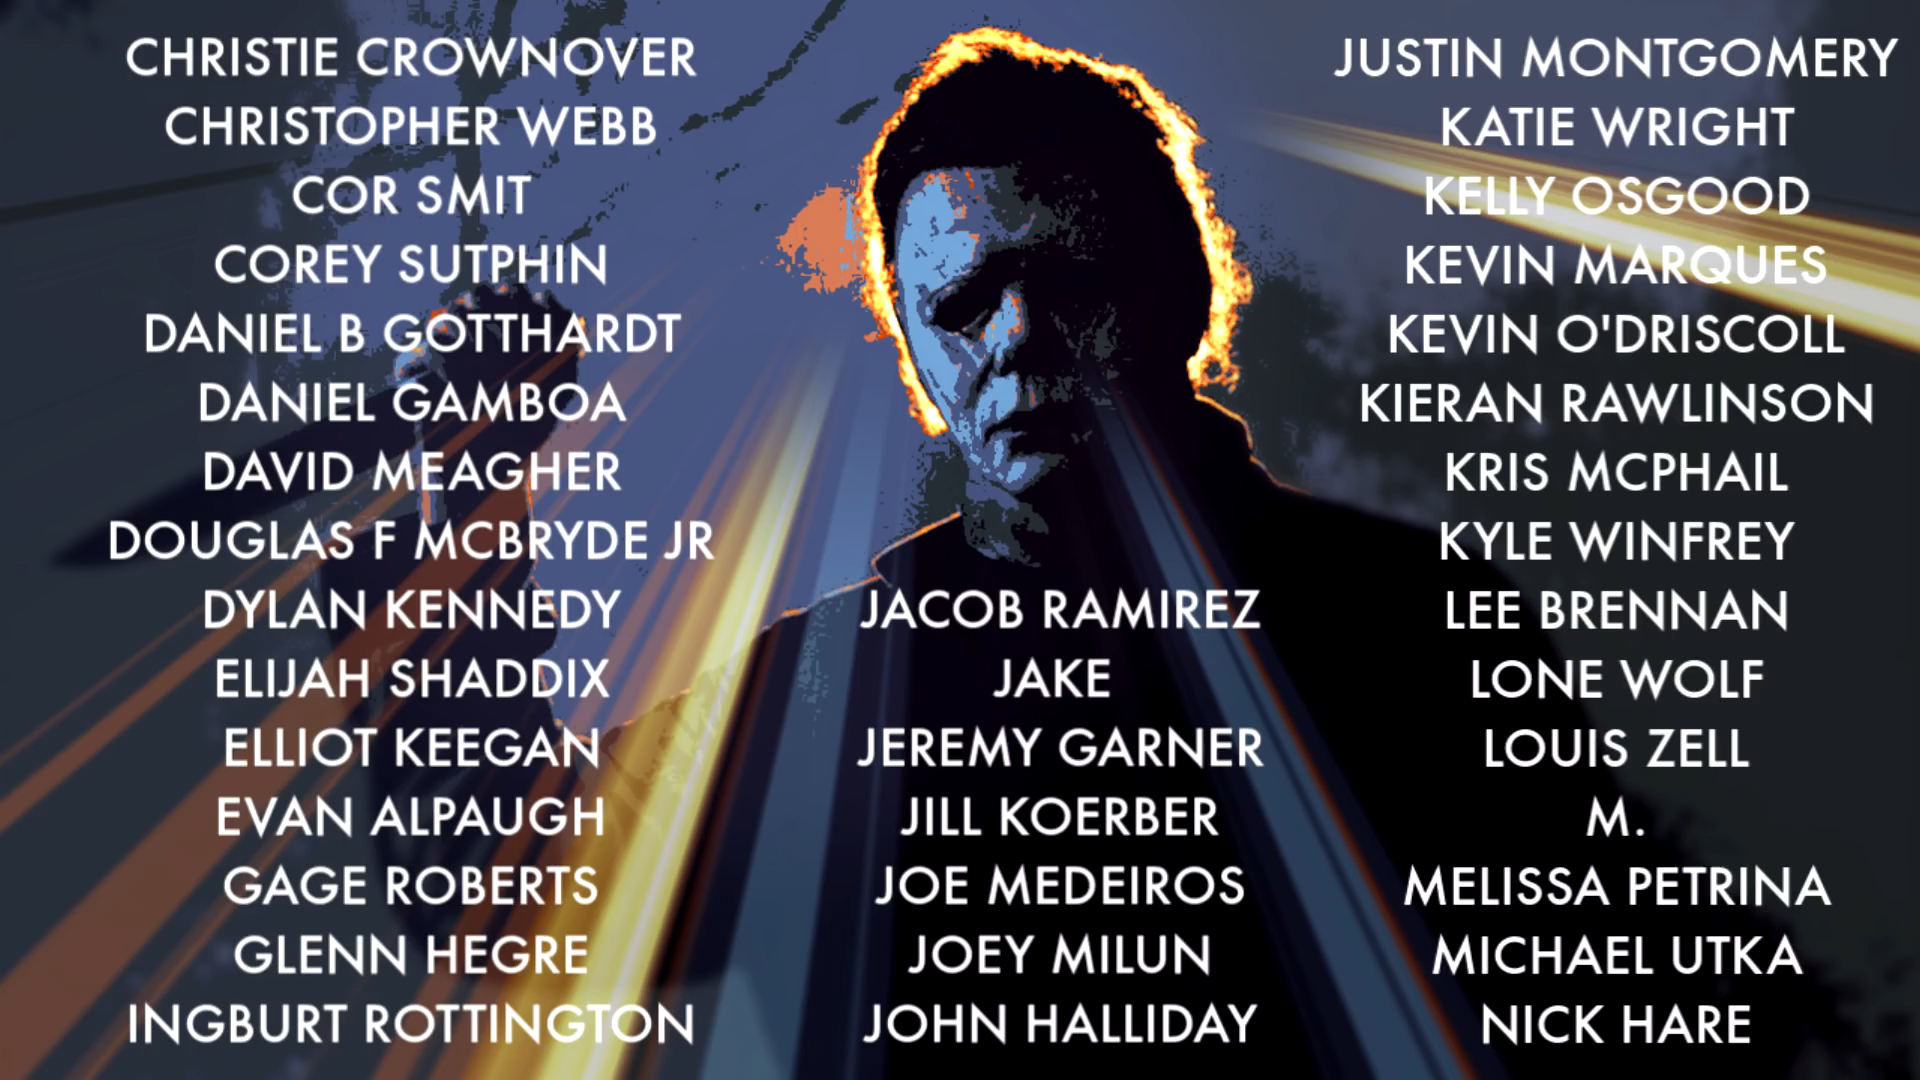 CHRISTIE CROWNOVER
CHRISTOPHER WEBB
COR SMIT
COREY SUTPHIN
DANIEL B GOTTHARDT
DANIEL GAMBOA
DAVID MEAGHER
DOUGLAS F MCBRYDE JR
DYLAN KENNEDY
ELIJAH SHADDIX
ELLIOT KEEGAN
EVAN ALPAUGH
GAGE ROBERTS
GLENN HEGRE
INGBURT ROTTINGTON
JACOB RAMIREZ
JAKE
JEREMY GARNER
JILL KOERBER
JOE MEDEIROS
JOEY MILUN
JOHN HALLIDAY
JUSTIN MONTGOMERY
KATIE WRIGHT
KELLY OSGOOD
KEVIN MARQUES
KEVIN O'DRISCOLL
KIERAN RAWLINSON
KRIS MCPHAIL
KYLE WINFREY
LEE BRENNAN
LONE WOLF
LOUIS ZELL
M.
MELISSA PETRINA
MICHAEL UTKA
NICK HARE